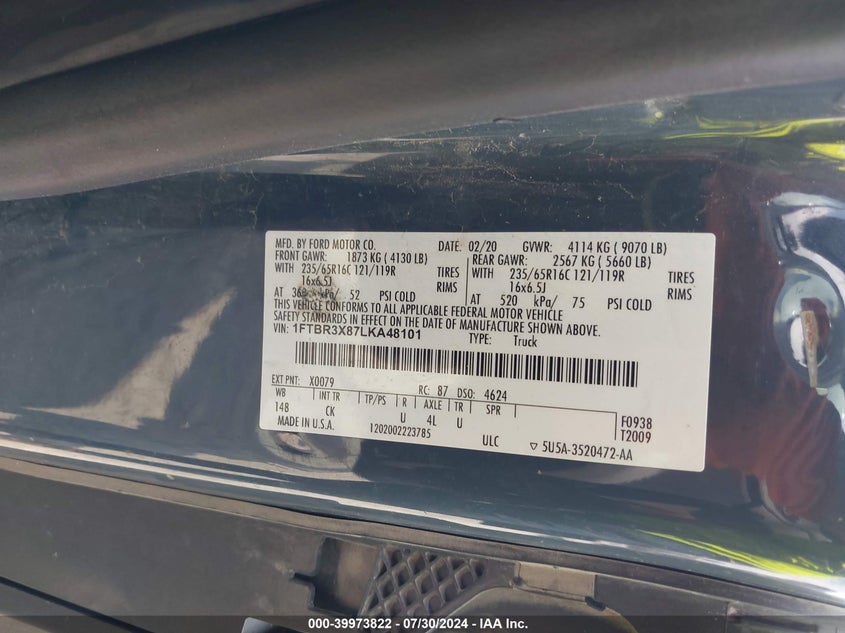 MFD. BY FORD MOTOR CO. DATE: 02/20 GVWR: 4114 KG ( 9070 LB)
FRONT GAWR: 1873 KG ( 4130 LB) REAR GAWR: 2567 KG ( 5660 LB)
WITH 235/65R16C 121/119R TIRES WITH 235/65R16C 121/119R TIRES
16x6.5J RIMS 16x6.5J RIMS
AT kPa/ 52 PSI COLD AT 520 kPa/ 75 PSI COLD
THIS VEHICLE CONFORMS TO ALL APPLICABLE FEDERAL MOTOR VEHICLE
SAFETY STANDARDS IN EFFECT ON THE DATE OF MANUFACTURE SHOWN ABOVE.
VIN: 1FTBR3X87LKA48101 TYPE: Truck
EXT PNT: X0079 RC: 87 DSO: 4624
WB INT TR TP/PS R AXLE TR SPR F0938
148 CK U 4L U T2009
MADE IN U.S.A. 1202002223785 ULC ▽ 5U5A-3520472-AA
000-39973822 - 07/30/2024 - IAA Inc.